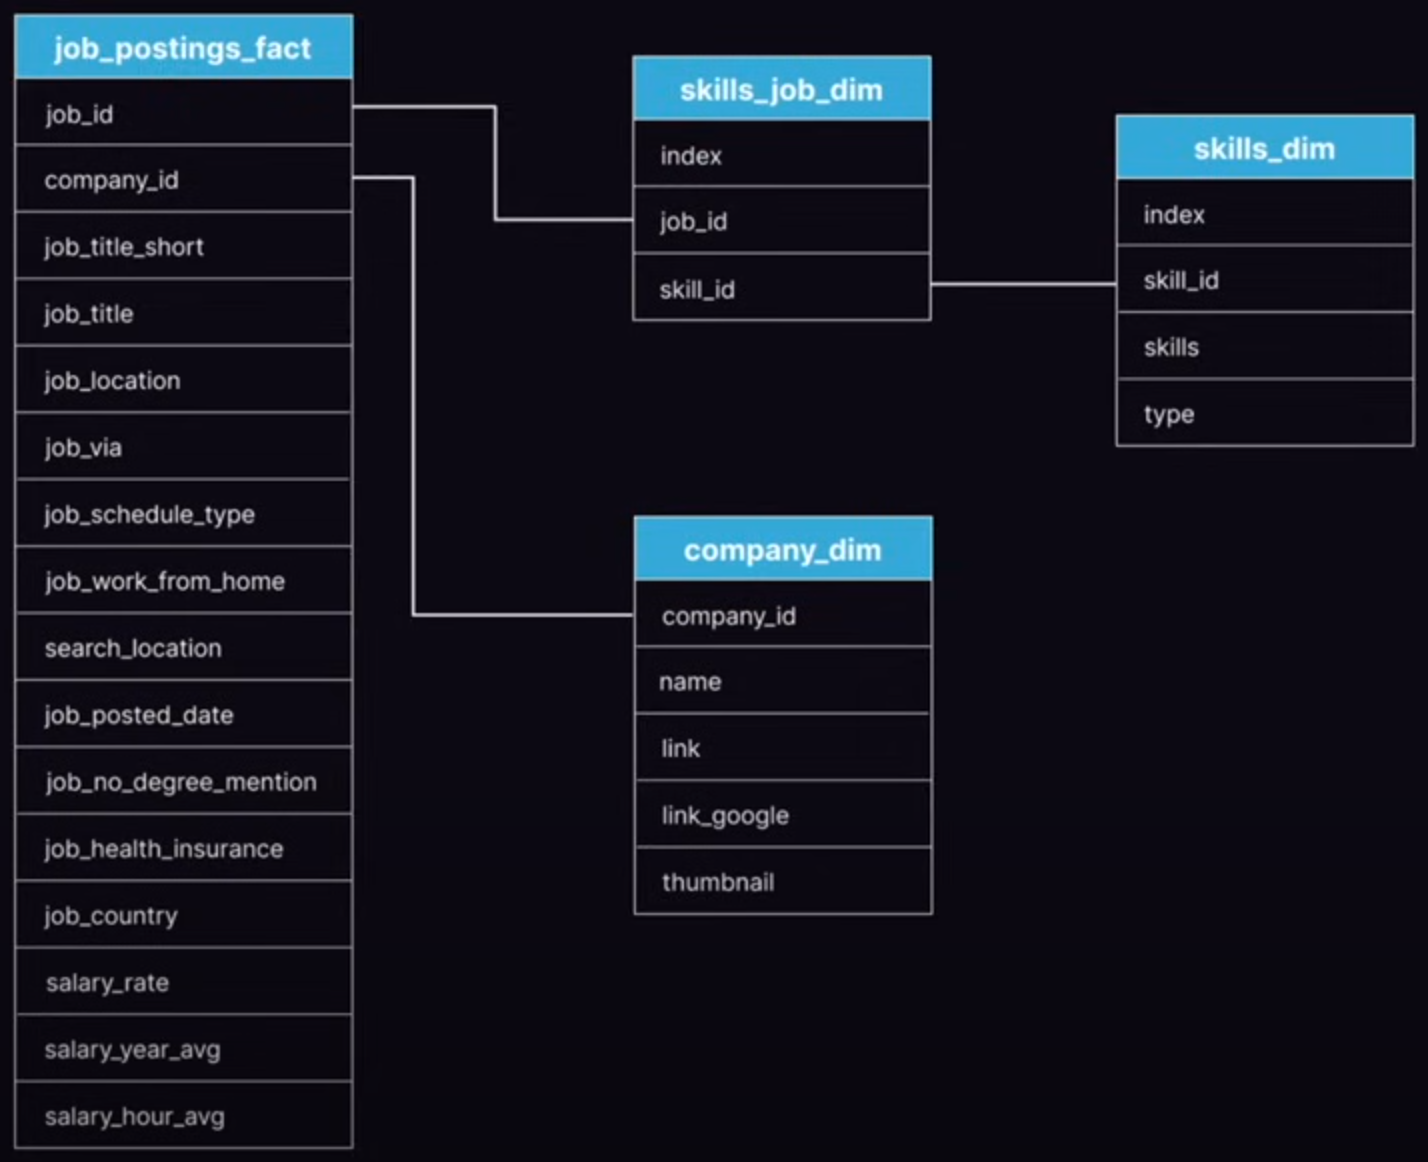 job_postings_fact
job_id
company_id
job_title_short
job_title
job_location
job_via
job_schedule_type
job_work_from_home
search_location
job_posted_date
job_no_degree_mention
job_health_insurance
job_country
salary_rate
salary_year_avg
salary_hour_avg
skills_job_dim
index
job_id
skill_id
skills_dim
index
skill_id
skills
type
company_dim
company_id
name
link
link_google
thumbnail